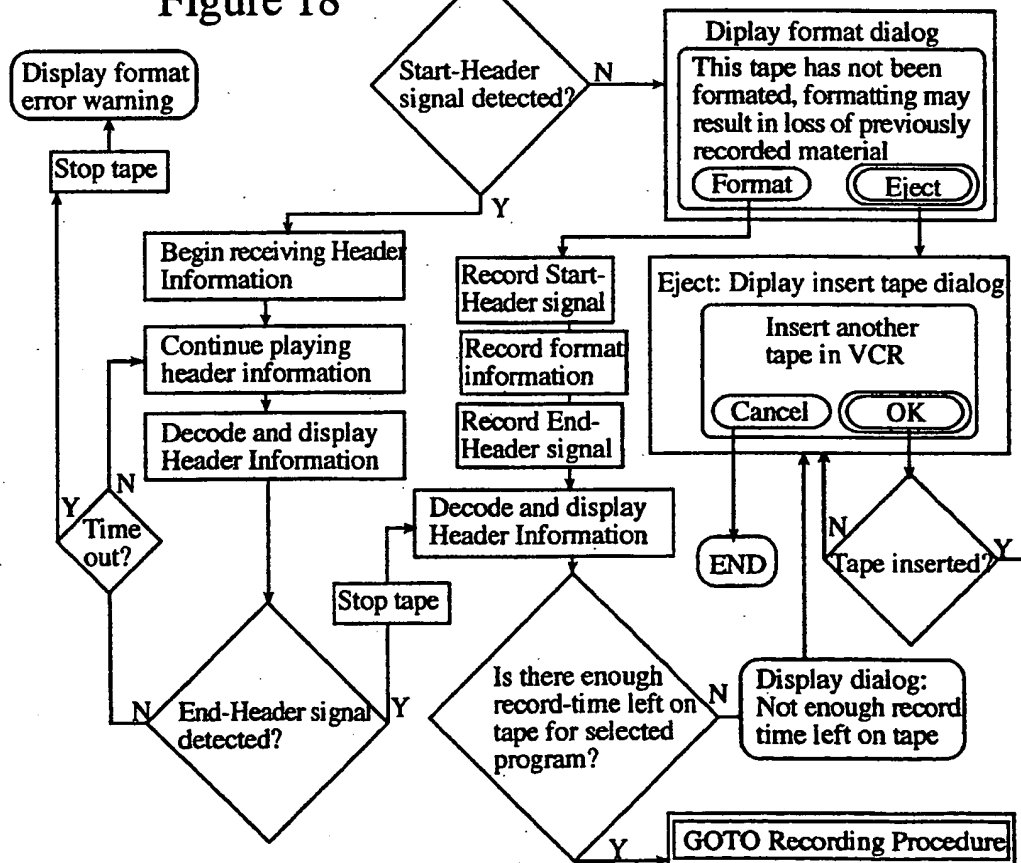 Figure 18
Display format
error warning
Stop tape
Start-Header
signal detected?
N
Y
Diplay format dialog
This tape has not been
formated, formatting may
result in loss of previously
recorded material
Format
Eject
Begin receiving Header
Information
Continue playing
header information
Decode and display
Header Information
Record Start-
Header signal
Record format
information
Record End-
Header signal
Eject: Diplay insert tape dialog
Insert another
tape in VCR
Cancel
OK
N
Y
Time
out?
Decode and display
Header Information
END
N
Tape inserted?
Y
Stop tape
N
End-Header signal
detected?
Y
Is there enough
record-time left on
tape for selected
program?
N
Y
Display dialog:
Not enough record
time left on tape
GOTO Recording Procedure